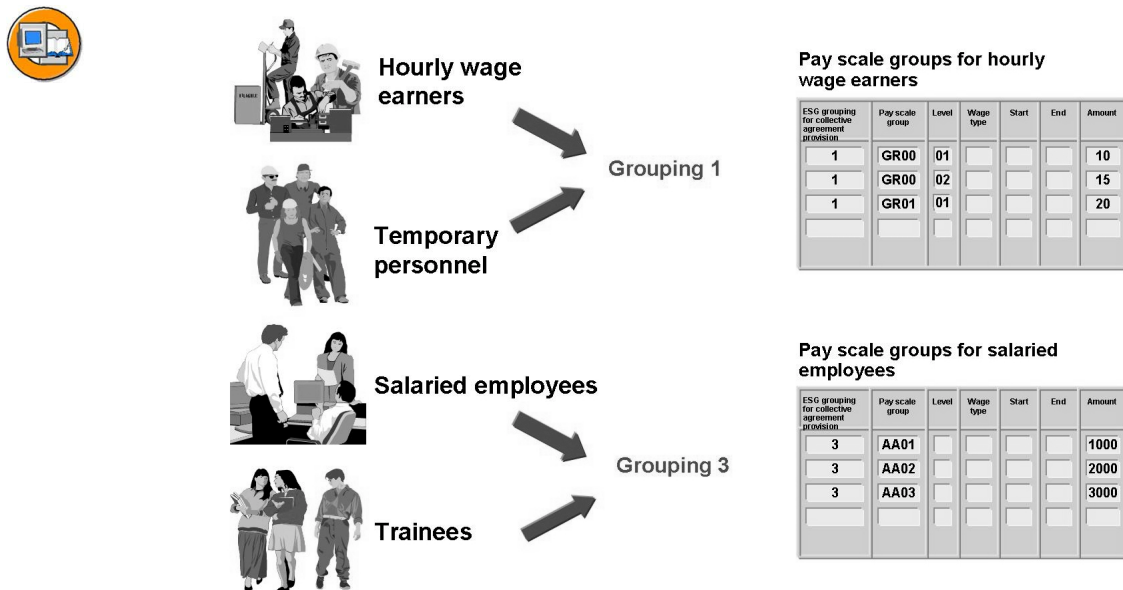 Hourly wage
earners
Temporary
personnel
Grouping 1
Salaried employees
Trainees
Grouping 3
Pay scale groups for hourly
wage earners
ESG grouping for collective agreement provision Pay scale group Level Wage type Start End Amount
1 GR00 01 10
1 GR00 02 15
1 GR01 01 20
Pay scale groups for salaried
employees
ESG grouping for collective agreement provision Pay scale group Level Wage type Start End Amount
3 AA01 1000
3 AA02 2000
3 AA03 3000